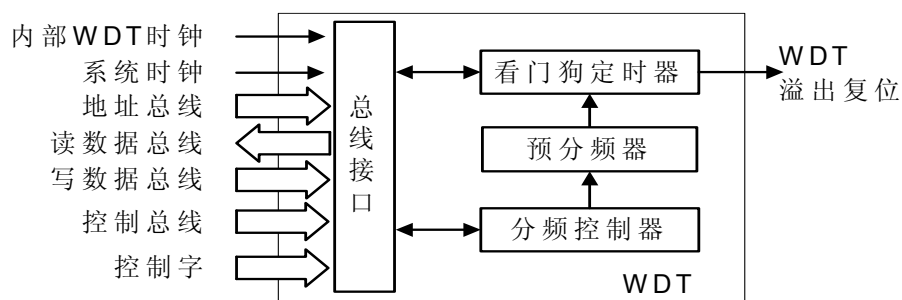 内部WDT时钟
系统时钟
地址总线
读数据总线
写数据总线
控制总线
控制字
总线接口
看门狗定时器
预分频器
分频控制器
WDT
WDT
溢出复位